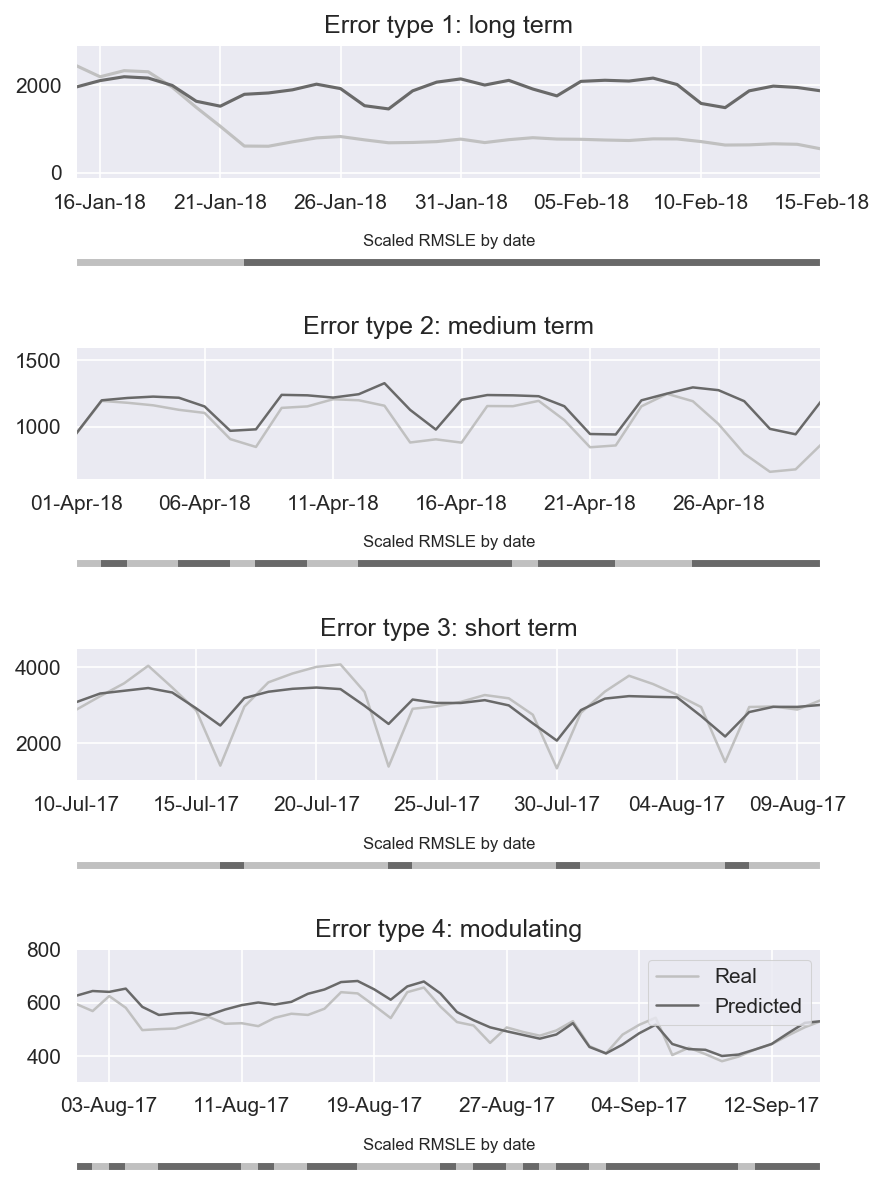 Error type 1: long term
2000
0
16-Jan-18 21-Jan-18 26-Jan-18 31-Jan-18 05-Feb-18 10-Feb-18 15-Feb-18
Scaled RMSLE by date
Error type 2: medium term
1500
1000
01-Apr-18 06-Apr-18 11-Apr-18 16-Apr-18 21-Apr-18 26-Apr-18
Scaled RMSLE by date
Error type 3: short term
4000
2000
10-Jul-17 15-Jul-17 20-Jul-17 25-Jul-17 30-Jul-17 04-Aug-17 09-Aug-17
Scaled RMSLE by date
Error type 4: modulating
800
Real
600
Predicted
400
03-Aug-17 11-Aug-17 19-Aug-17 27-Aug-17 04-Sep-17 12-Sep-17
Scaled RMSLE by date